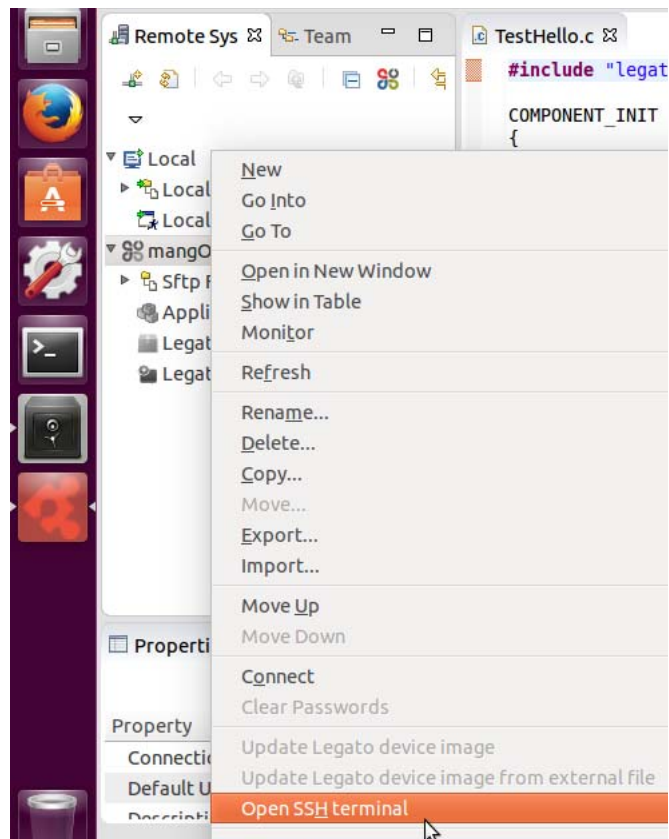 Remote Sys
Team
TestHello.c
#include "legat
COMPONENT_INIT
{
Local
Local
Local
mangO
Sftp F
Appli
Legat
Legat
New
Go Into
Go To
Open in New Window
Show in Table
Monitor
Refresh
Rename...
Delete...
Copy...
Move...
Export...
Import...
Move Up
Move Down
Connect
Clear Passwords
Update Legato device image
Update Legato device image from external file
Open SSH terminal
Properti
Property
Connectio
Default U
Descripti